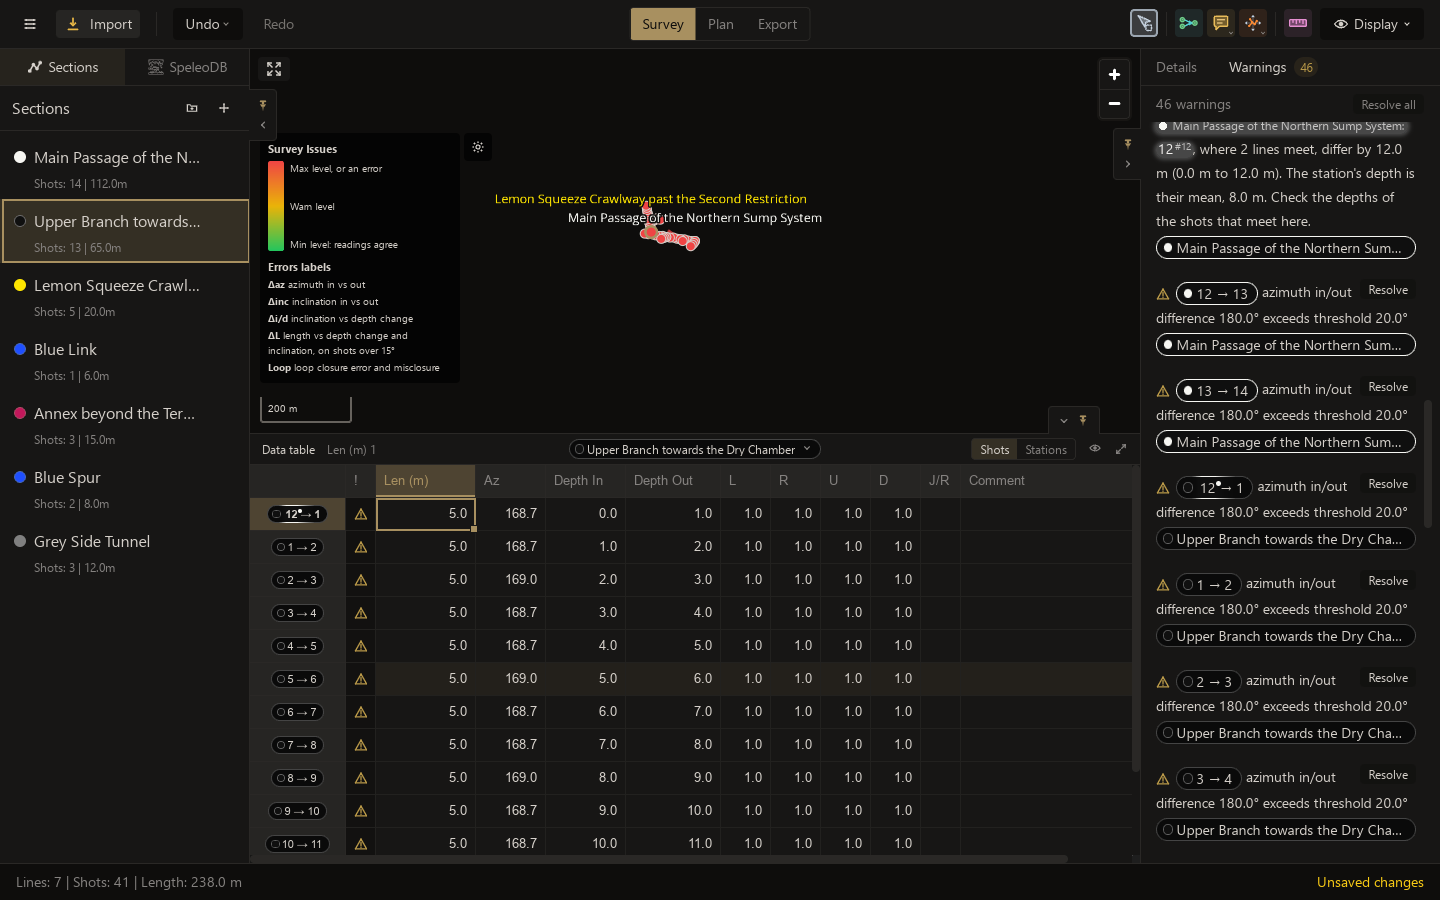 Import
Undo
Redo
Survey
Plan
Export
Display
Sections
SpeleoDB
Sections
Main Passage of the N...
Shots: 14 | 112.0m
Upper Branch towards...
Shots: 13 | 65.0m
Lemon Squeeze Crawl...
Shots: 5 | 20.0m
Blue Link
Shots: 1 | 6.0m
Annex beyond the Ter...
Shots: 3 | 15.0m
Blue Spur
Shots: 2 | 8.0m
Grey Side Tunnel
Shots: 3 | 12.0m
Survey Issues
Max level, or an error
Warn level
Min level: readings agree
Errors labels
Δaz azimuth in vs out
Δinc inclination in vs out
Δi/d inclination vs depth change
ΔL length vs depth change and
inclination, on shots over 15°
Loop loop closure error and misclosure
200 m
Lemon Squeeze Crawlway past the Second Restriction
Main Passage of the Northern Sump System
Data table Len (m) 1
Upper Branch towards the Dry Chamber
Shots Stations
! Len (m) Az Depth In Depth Out L R U D J/R Comment
12 → 1 5.0 168.7 0.0 1.0 1.0 1.0 1.0 1.0
1 → 2 5.0 168.7 1.0 2.0 1.0 1.0 1.0 1.0
2 → 3 5.0 169.0 2.0 3.0 1.0 1.0 1.0 1.0
3 → 4 5.0 168.7 3.0 4.0 1.0 1.0 1.0 1.0
4 → 5 5.0 168.7 4.0 5.0 1.0 1.0 1.0 1.0
5 → 6 5.0 169.0 5.0 6.0 1.0 1.0 1.0 1.0
6 → 7 5.0 168.7 6.0 7.0 1.0 1.0 1.0 1.0
7 → 8 5.0 168.7 7.0 8.0 1.0 1.0 1.0 1.0
8 → 9 5.0 169.0 8.0 9.0 1.0 1.0 1.0 1.0
9 → 10 5.0 168.7 9.0 10.0 1.0 1.0 1.0 1.0
10 → 11 5.0 168.7 10.0 11.0 1.0 1.0 1.0 1.0
Details
Warnings 46
46 warnings
Resolve all
Main Passage of the Northern Sump System:
12 #12, where 2 lines meet, differ by 12.0
m (0.0 m to 12.0 m). The station's depth is
their mean, 8.0 m. Check the depths of
the shots that meet here.
Main Passage of the Northern Sum...
12 → 13 azimuth in/out Resolve
difference 180.0° exceeds threshold 20.0°
Main Passage of the Northern Sum...
13 → 14 azimuth in/out Resolve
difference 180.0° exceeds threshold 20.0°
Main Passage of the Northern Sum...
12 → 1 azimuth in/out Resolve
difference 180.0° exceeds threshold 20.0°
Upper Branch towards the Dry Cha...
1 → 2 azimuth in/out Resolve
difference 180.0° exceeds threshold 20.0°
Upper Branch towards the Dry Cha...
2 → 3 azimuth in/out Resolve
difference 180.0° exceeds threshold 20.0°
Upper Branch towards the Dry Cha...
3 → 4 azimuth in/out Resolve
difference 180.0° exceeds threshold 20.0°
Upper Branch towards the Dry Cha...
Lines: 7 | Shots: 41 | Length: 238.0 m
Unsaved changes